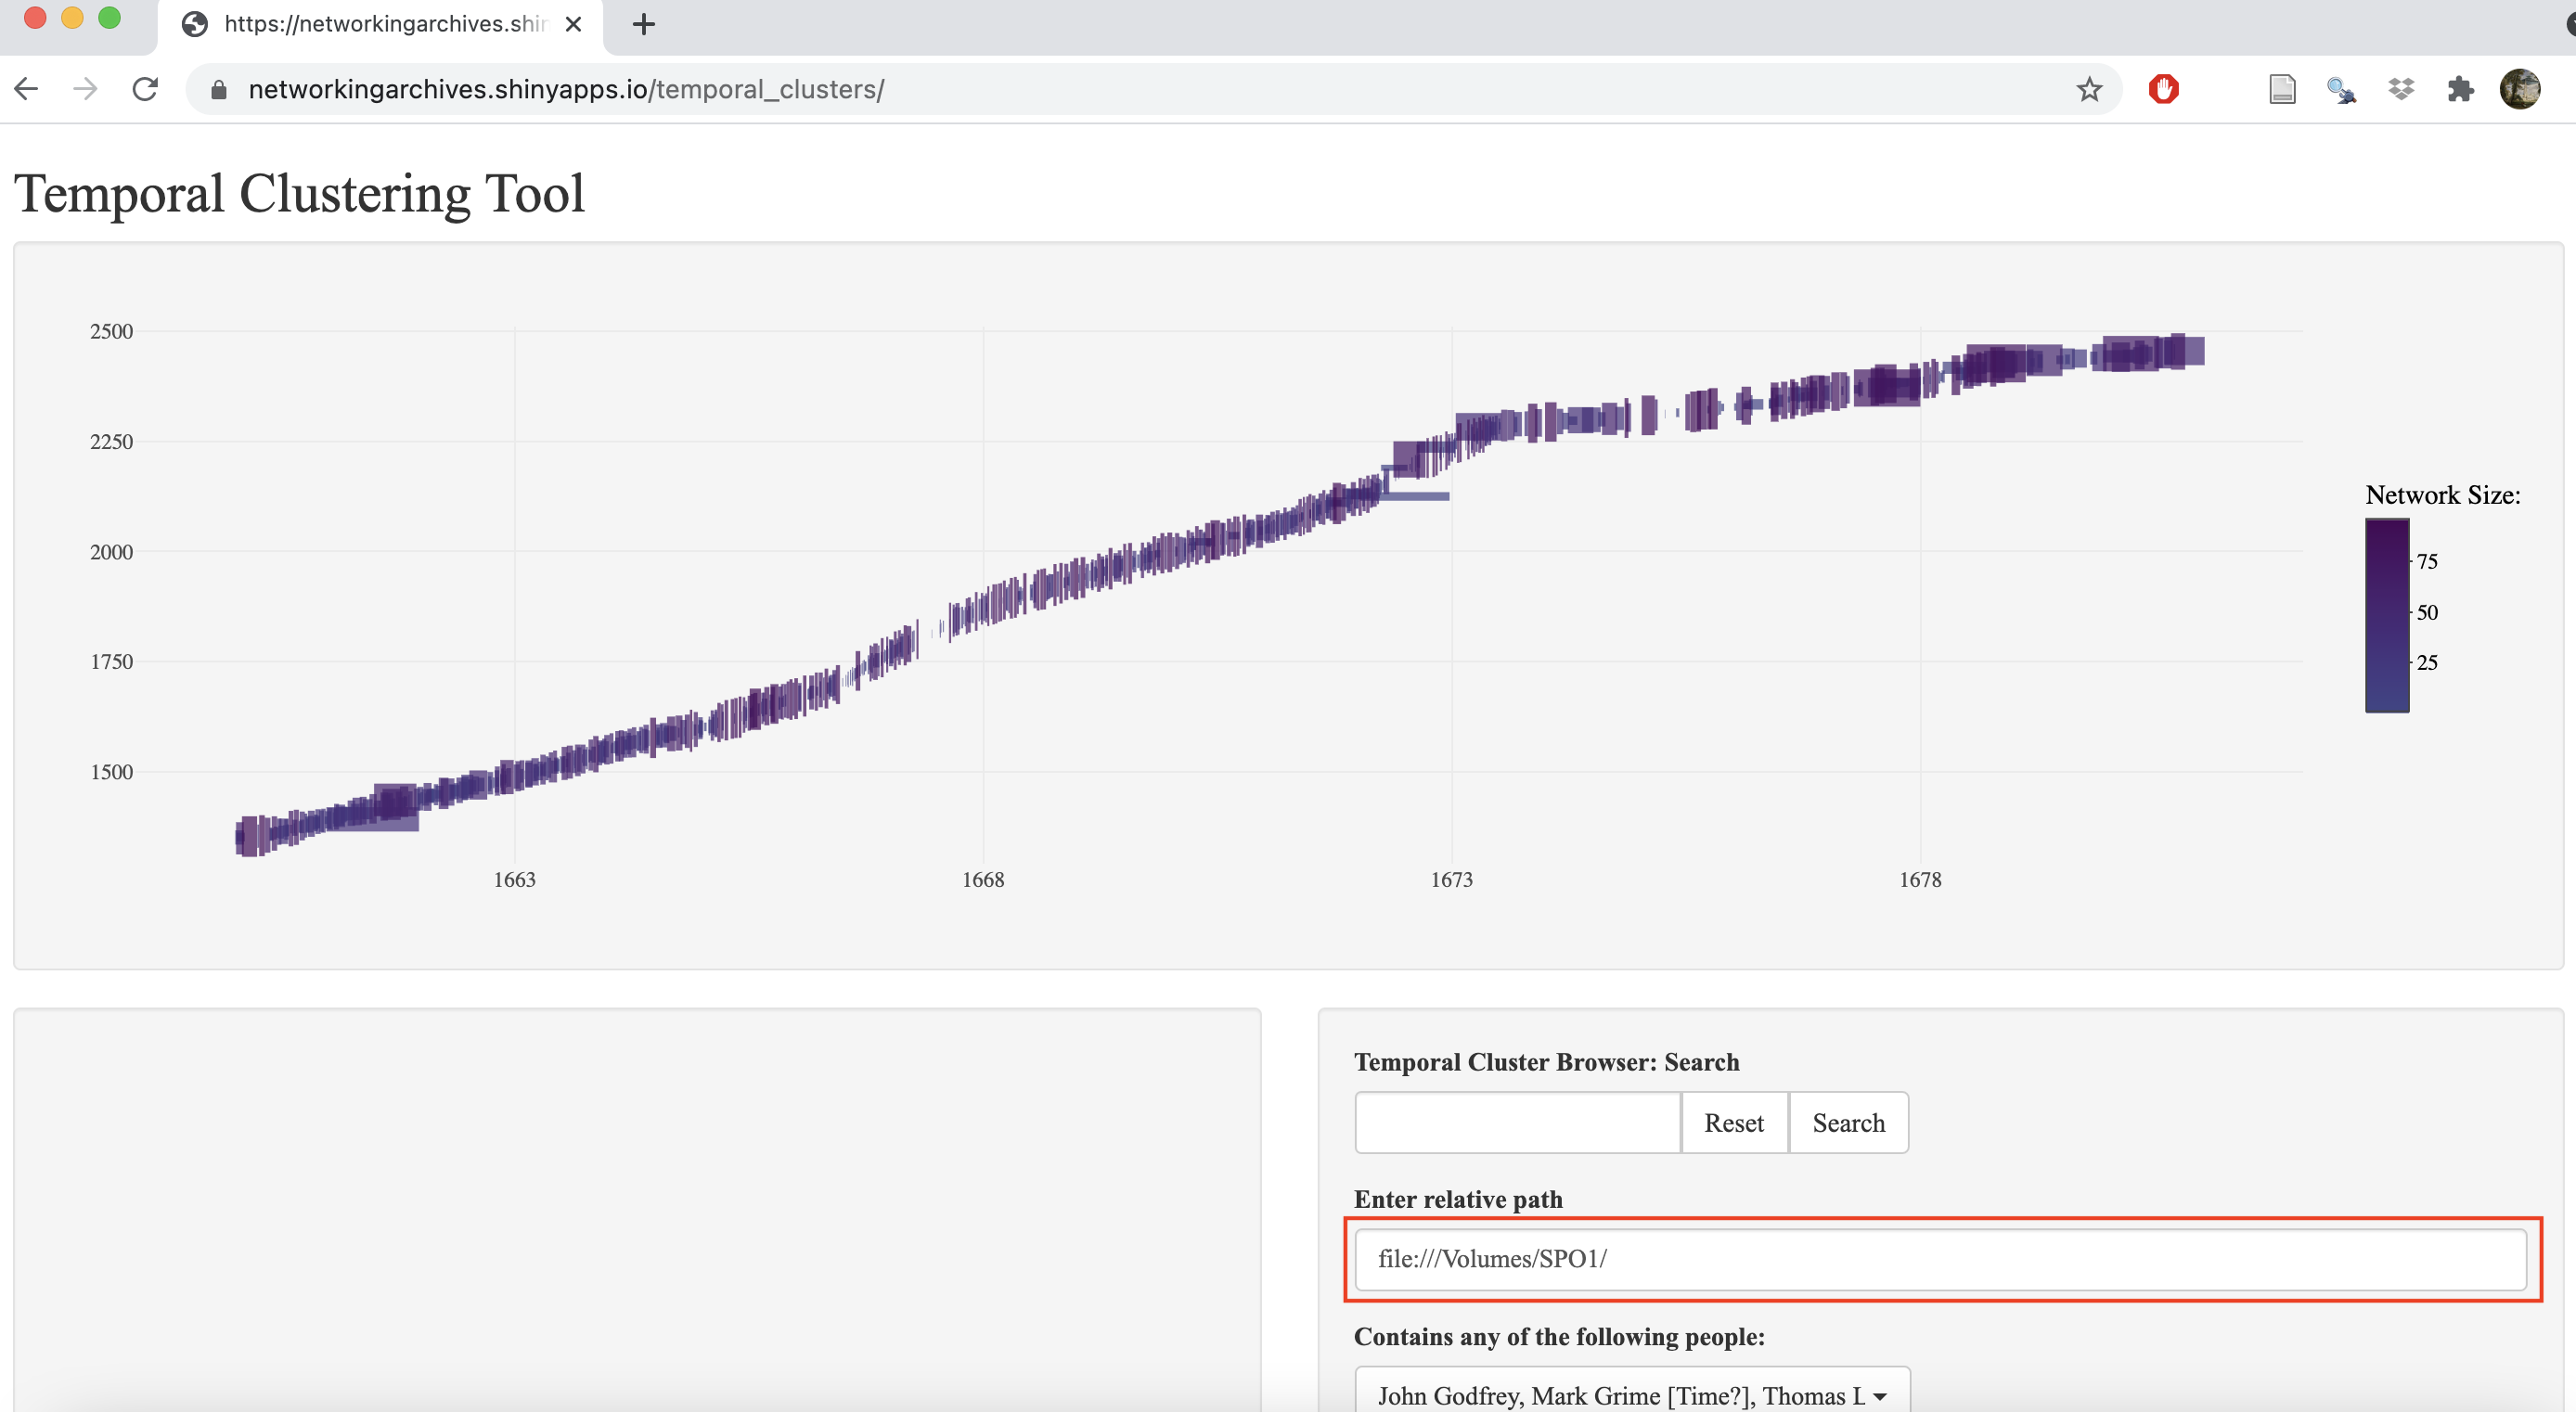 https://networkingarchives.shin
networkingarchives.shinyapps.io/temporal_clusters/
Temporal Clustering Tool
2500
2250
2000
1750
1500
1663 1668 1673 1678
Network Size:
75
50
25
Temporal Cluster Browser: Search
Reset Search
Enter relative path
file:///Volumes/SPO1/
Contains any of the following people:
John Godfrey, Mark Grime [Time?], Thomas L